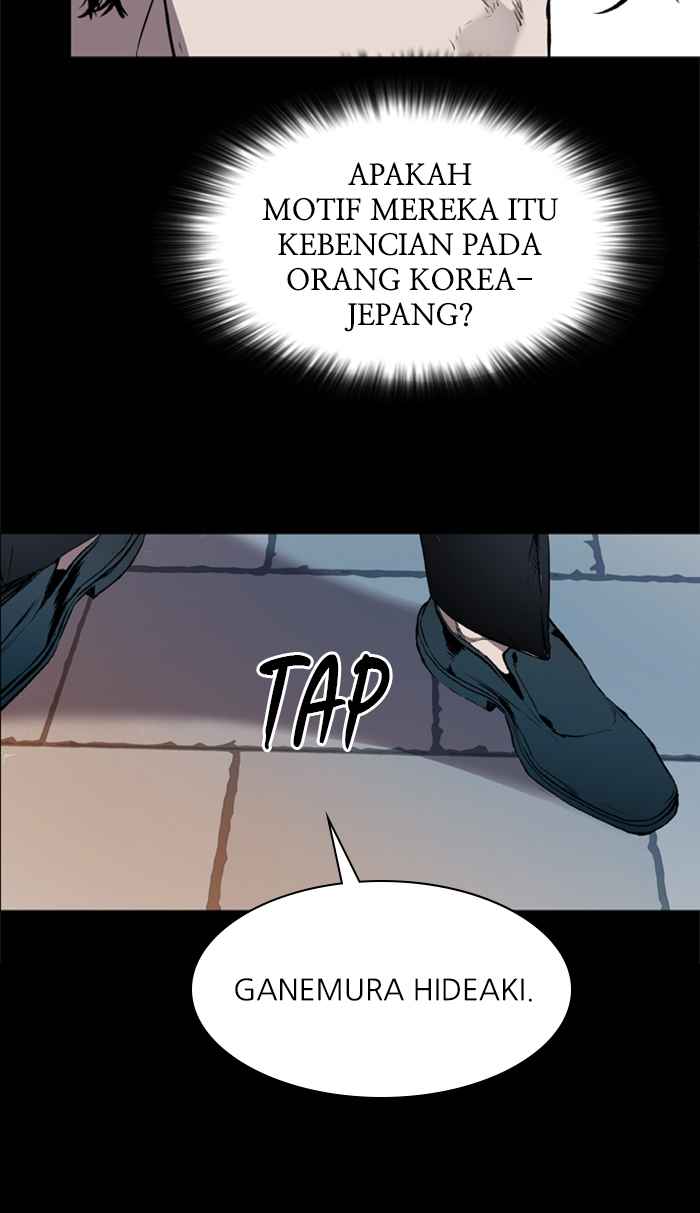 APAKAH
MOTIF MEREKA ITU
KEBENCIAN PADA
ORANG KOREA-
JEPANG?
TAP
GANEMURA HIDEAKI.